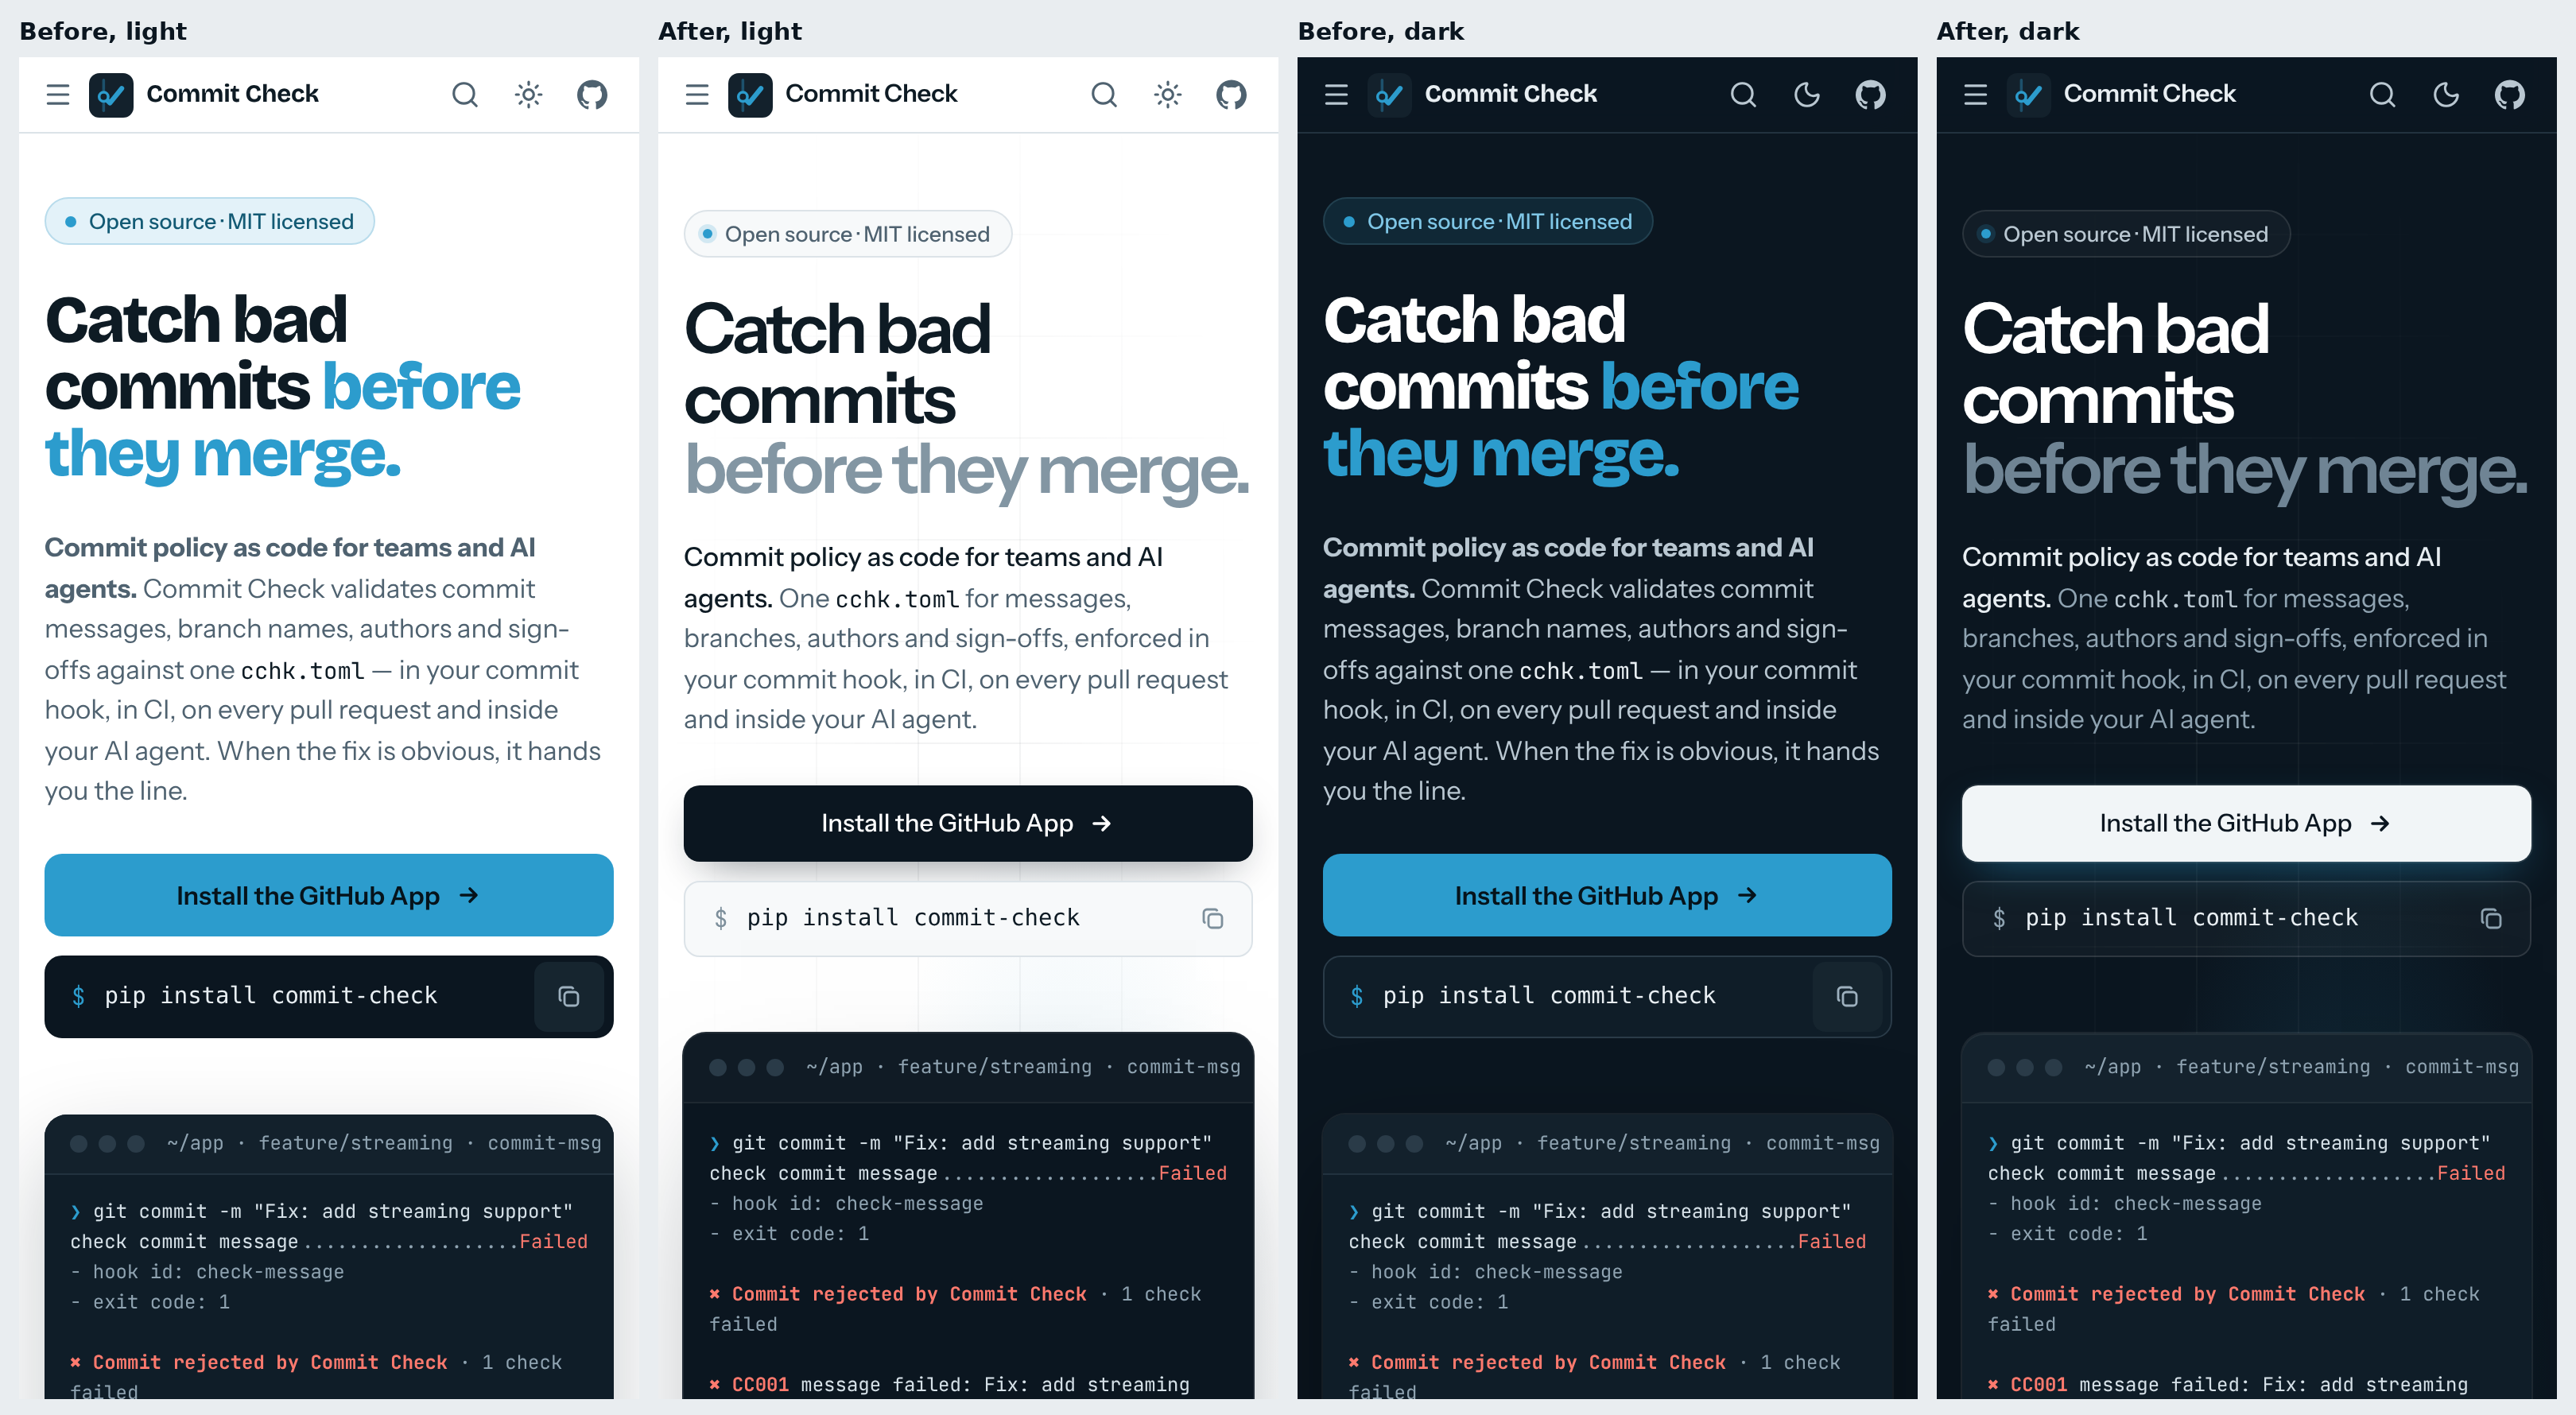 Before, light
Commit Check
Open source · MIT licensed
Catch bad
commits before
they merge.
Commit policy as code for teams and AI
agents. Commit Check validates commit
messages, branch names, authors and sign-
offs against one cchk.toml — in your commit
hook, in CI, on every pull request and inside
your AI agent. When the fix is obvious, it hands
you the line.
Install the GitHub App →
$ pip install commit-check
~/app · feature/streaming · commit-msg
❯ git commit -m "Fix: add streaming support"
check commit message...................Failed
- hook id: check-message
- exit code: 1
✖ Commit rejected by Commit Check · 1 check
failed
After, light
Commit Check
Open source · MIT licensed
Catch bad
commits
before they merge.
Commit policy as code for teams and AI
agents. One cchk.toml for messages,
branches, authors and sign-offs, enforced in
your commit hook, in CI, on every pull request
and inside your AI agent.
Install the GitHub App →
$ pip install commit-check
~/app · feature/streaming · commit-msg
❯ git commit -m "Fix: add streaming support"
check commit message...................Failed
- hook id: check-message
- exit code: 1
✖ Commit rejected by Commit Check · 1 check
failed
✖ CC001 message failed: Fix: add streaming
Before, dark
Commit Check
Open source · MIT licensed
Catch bad
commits before
they merge.
Commit policy as code for teams and AI
agents. Commit Check validates commit
messages, branch names, authors and sign-
offs against one cchk.toml — in your commit
hook, in CI, on every pull request and inside
your AI agent. When the fix is obvious, it hands
you the line.
Install the GitHub App →
$ pip install commit-check
~/app · feature/streaming · commit-msg
❯ git commit -m "Fix: add streaming support"
check commit message...................Failed
- hook id: check-message
- exit code: 1
✖ Commit rejected by Commit Check · 1 check
failed
After, dark
Commit Check
Open source · MIT licensed
Catch bad
commits
before they merge.
Commit policy as code for teams and AI
agents. One cchk.toml for messages,
branches, authors and sign-offs, enforced in
your commit hook, in CI, on every pull request
and inside your AI agent.
Install the GitHub App →
$ pip install commit-check
~/app · feature/streaming · commit-msg
❯ git commit -m "Fix: add streaming support"
check commit message...................Failed
- hook id: check-message
- exit code: 1
✖ Commit rejected by Commit Check · 1 check
failed
✖ CC001 message failed: Fix: add streaming